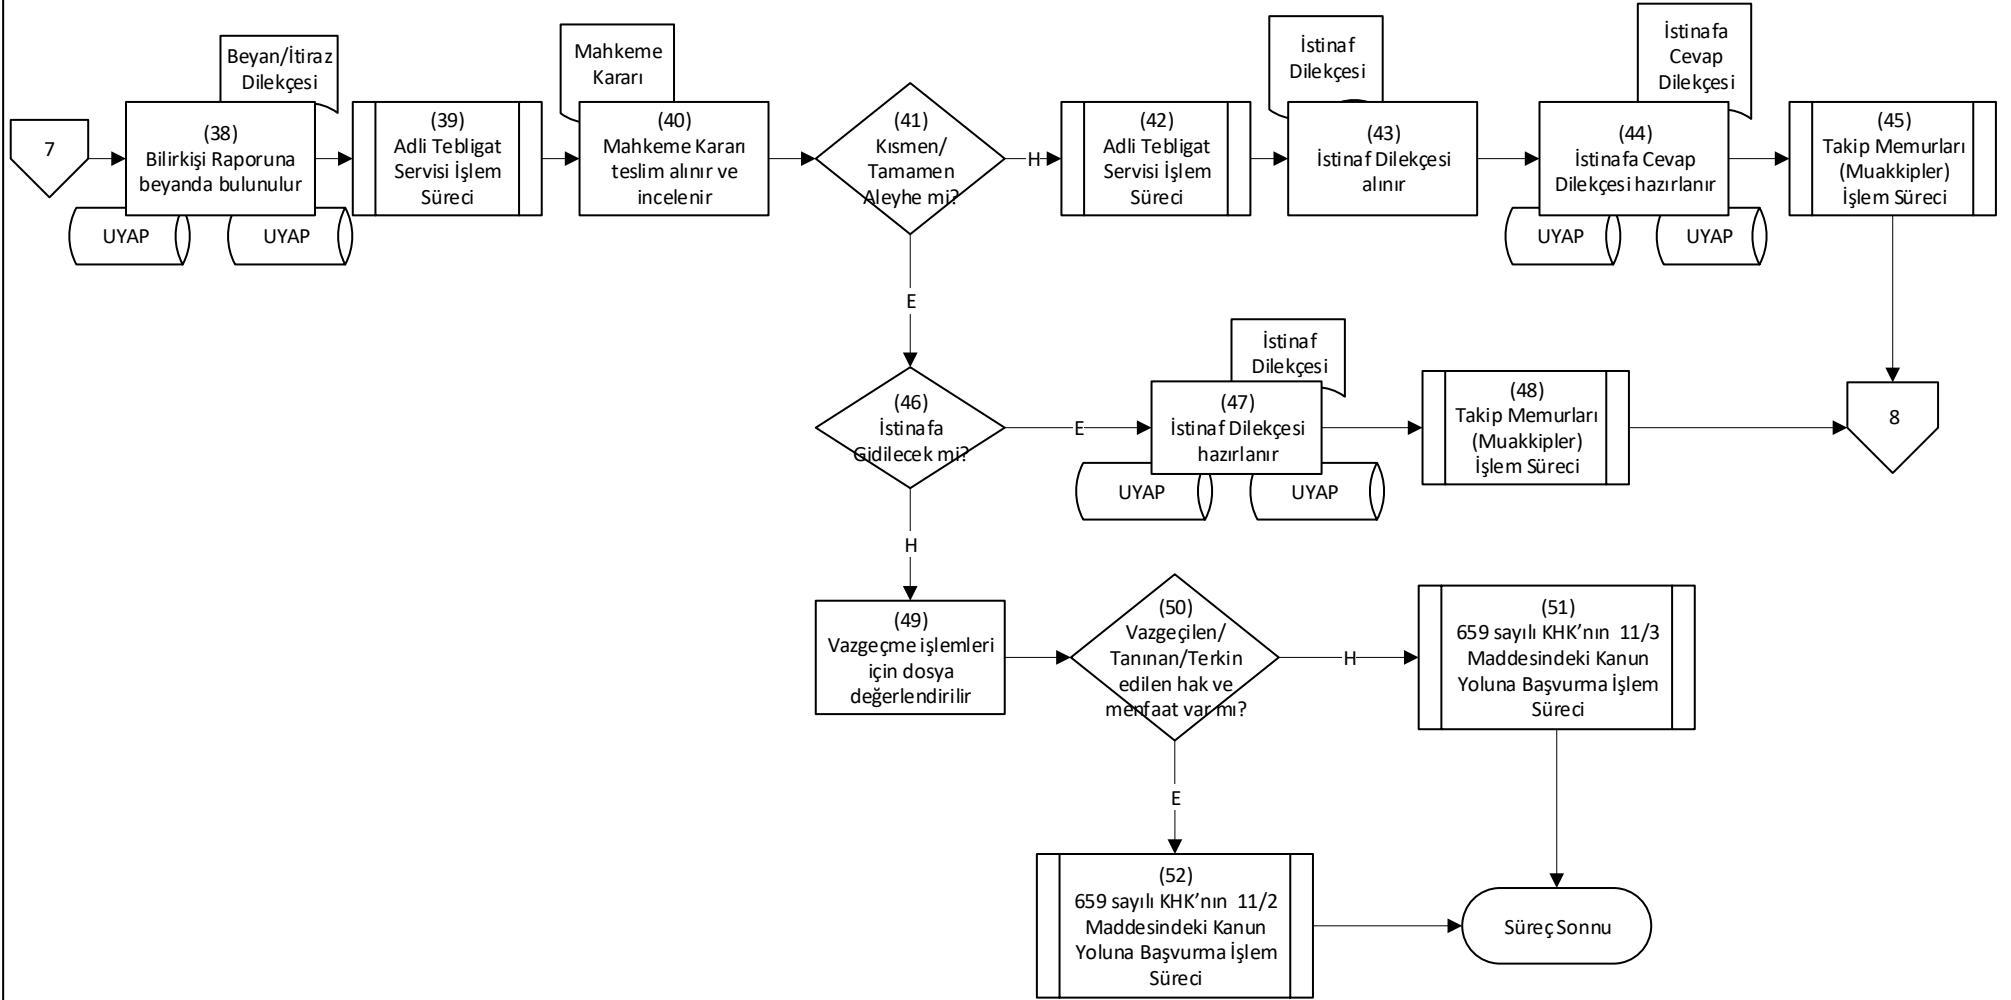 7
Beyan/İtiraz
Dilekçesi
(38)
Bilirkişi Raporuna
beyanda bulunulur
UYAP
UYAP
(39)
Adli Tebligat
Servisi İşlem
Süreci
Mahkeme
Kararı
(40)
Mahkeme Kararı
teslim alınır ve
incelenir
(41)
Kısmen/
Tamamen
Aleyhe mi?
H
(42)
Adli Tebligat
Servisi İşlem
Süreci
İstinaf
Dilekçesi
(43)
İstinaf Dilekçesi
alınır
İstinafa
Cevap
Dilekçesi
(44)
İstinafa Cevap
Dilekçesi hazırlanır
UYAP
UYAP
(45)
Takip Memurları
(Muakkipler)
İşlem Süreci
E
(46)
İstinafa
Gidilecek mi?
E
İstinaf
Dilekçesi
(47)
İstinaf Dilekçesi
hazırlanır
UYAP
UYAP
(48)
Takip Memurları
(Muakkipler)
İşlem Süreci
8
H
(49)
Vazgeçme işlemleri
için dosya
değerlendirilir
(50)
Vazgeçilen/
Tanınan/Terkin
edilen hak ve
menfaat var mı?
H
(51)
659 sayılı KHK’nın 11/3
Maddesindeki Kanun
Yoluna Başvurma İşlem
Süreci
E
(52)
659 sayılı KHK’nın 11/2
Maddesindeki Kanun
Yoluna Başvurma İşlem
Süreci
Süreç Sonnu